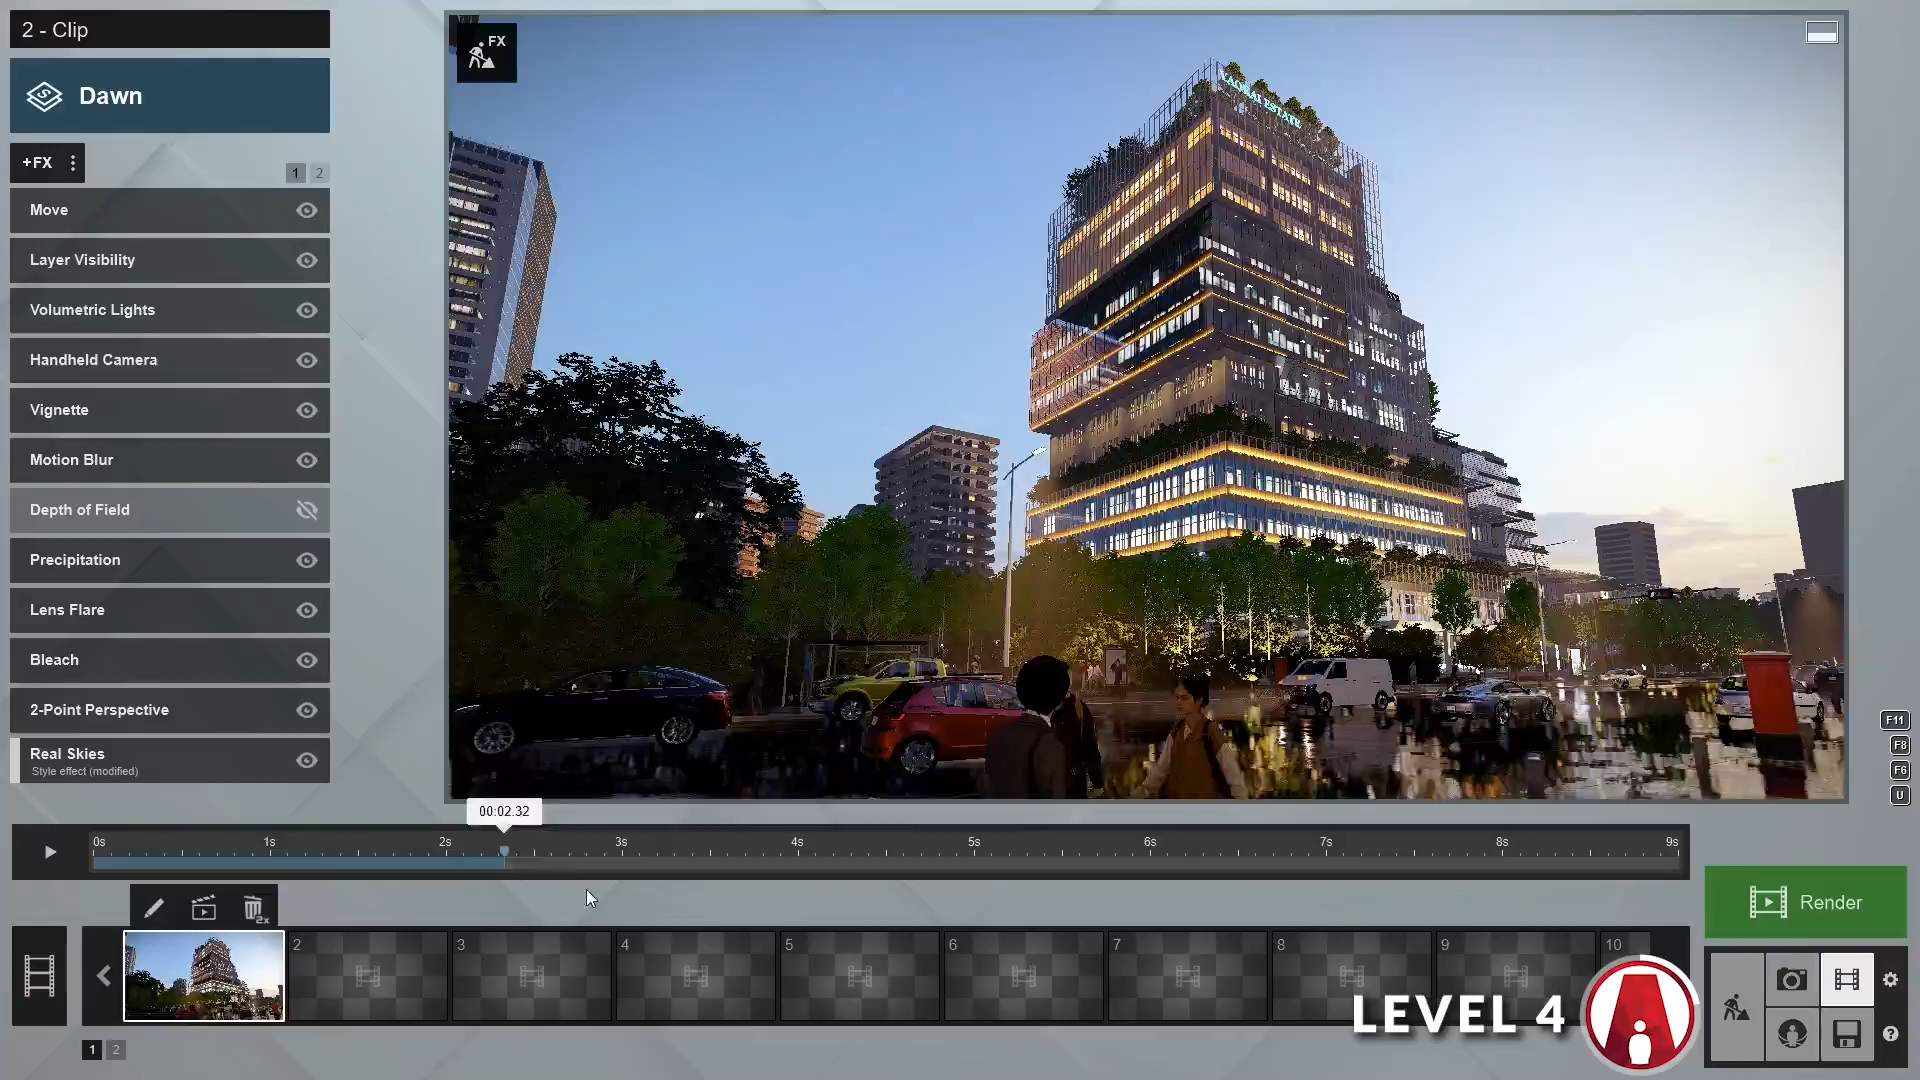 2 - Clip
FX
Dawn
+FX
1 2
Move
Layer Visibility
Volumetric Lights
Handheld Camera
Vignette
Motion Blur
Depth of Field
Precipitation
Lens Flare
Bleach
2-Point Perspective
Real Skies
Style effect (modified)
YAOKAI ESTATE
F11
F8
F6
U
00:02.32
0s 1s 2s 3s 4s 5s 6s 7s 8s 9s
2x
Render
2 3 4 5 6 7 8 9 10
LEVEL 4
?
1 2